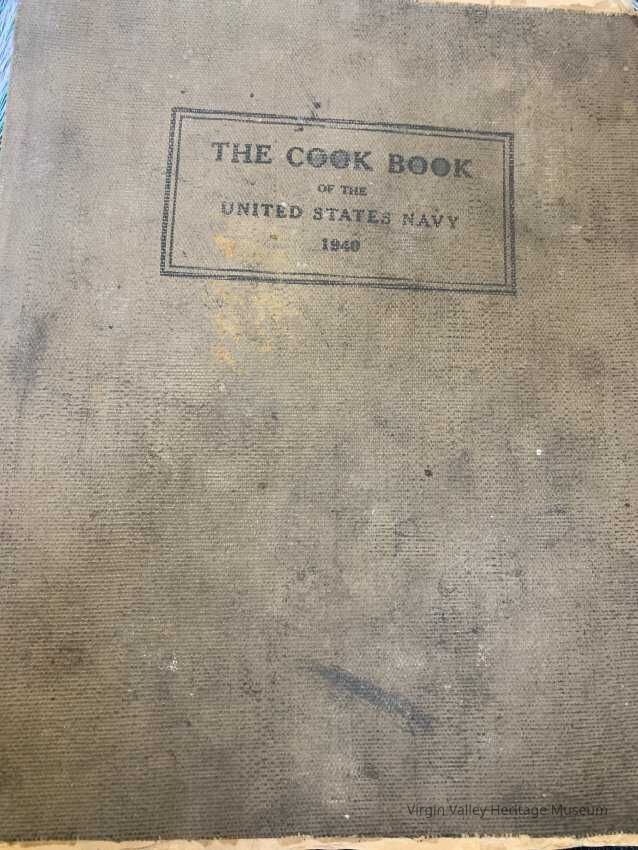 THE COOK BOOK
OF THE
UNITED STATES NAVY
1940
Virgin Valley Heritage Museum